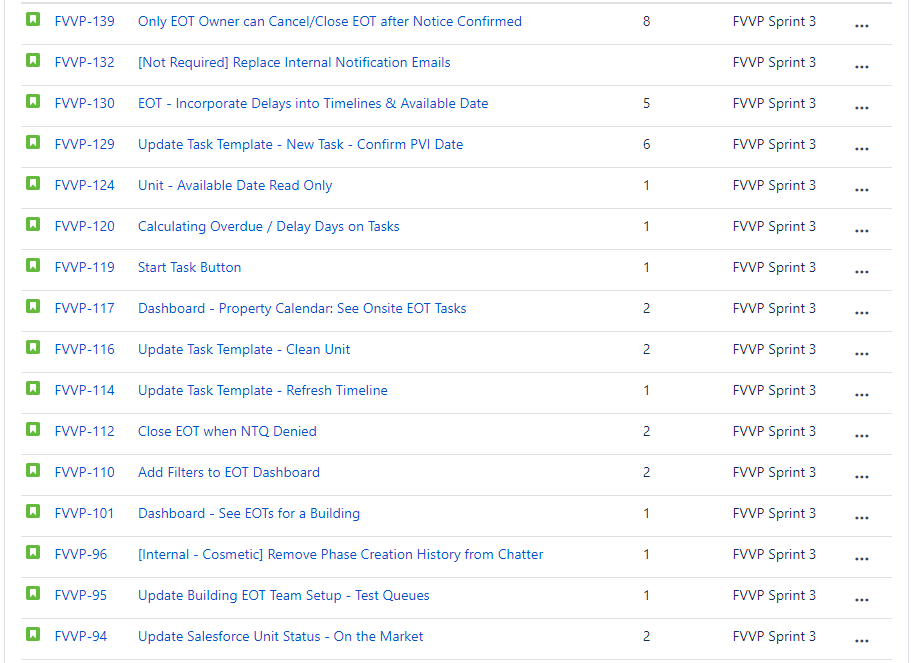 FVVP-139 Only EOT Owner can Cancel/Close EOT after Notice Confirmed 8 FVVP Sprint 3 ...
FVVP-132 [Not Required] Replace Internal Notification Emails FVVP Sprint 3 ...
FVVP-130 EOT - Incorporate Delays into Timelines & Available Date 5 FVVP Sprint 3 ...
FVVP-129 Update Task Template - New Task - Confirm PVI Date 6 FVVP Sprint 3 ...
FVVP-124 Unit - Available Date Read Only 1 FVVP Sprint 3 ...
FVVP-120 Calculating Overdue / Delay Days on Tasks 1 FVVP Sprint 3 ...
FVVP-119 Start Task Button 1 FVVP Sprint 3 ...
FVVP-117 Dashboard - Property Calendar: See Onsite EOT Tasks 2 FVVP Sprint 3 ...
FVVP-116 Update Task Template - Clean Unit 2 FVVP Sprint 3 ...
FVVP-114 Update Task Template - Refresh Timeline 1 FVVP Sprint 3 ...
FVVP-112 Close EOT when NTQ Denied 2 FVVP Sprint 3 ...
FVVP-110 Add Filters to EOT Dashboard 2 FVVP Sprint 3 ...
FVVP-101 Dashboard - See EOTs for a Building 1 FVVP Sprint 3 ...
FVVP-96 [Internal - Cosmetic] Remove Phase Creation History from Chatter 1 FVVP Sprint 3 ...
FVVP-95 Update Building EOT Team Setup - Test Queues 1 FVVP Sprint 3 ...
FVVP-94 Update Salesforce Unit Status - On the Market 2 FVVP Sprint 3 ...